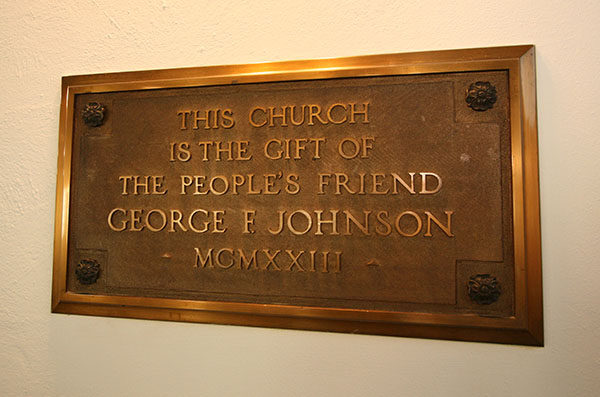 THIS CHURCH
IS THE GIFT OF
THE PEOPLE'S FRIEND
GEORGE F. JOHNSON
- MCMXXIII -